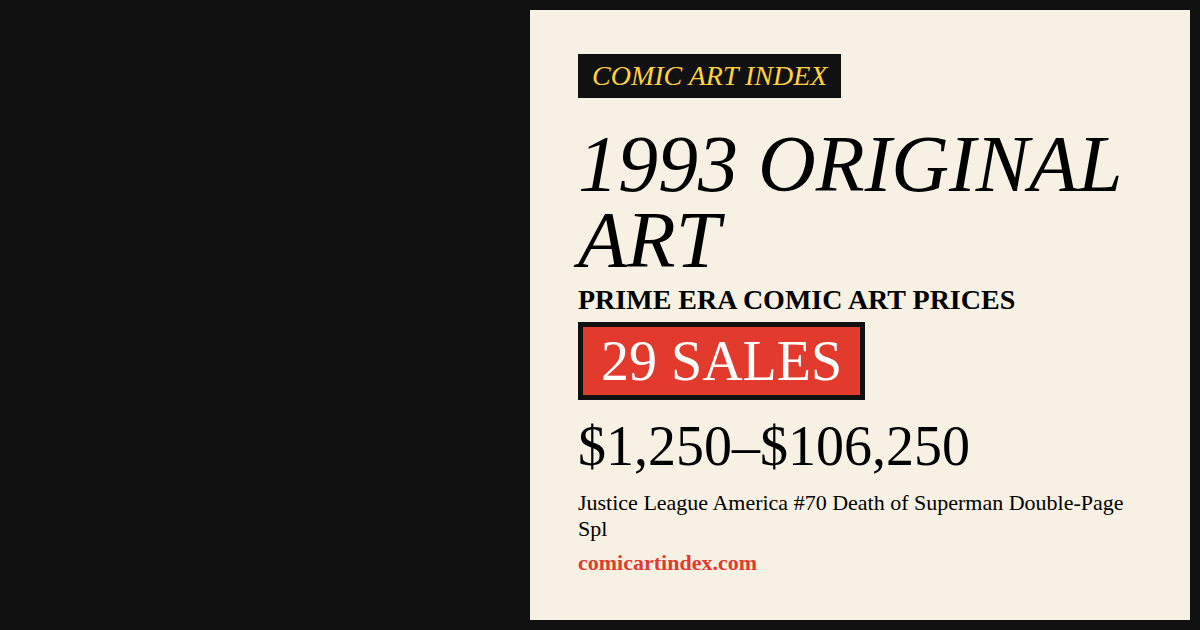 COMIC ART INDEX
1993 ORIGINAL
ART
PRIME ERA COMIC ART PRICES
29 SALES
$1,250–$106,250
Justice League America #70 Death of Superman Double-Page
Spl
comicartindex.com